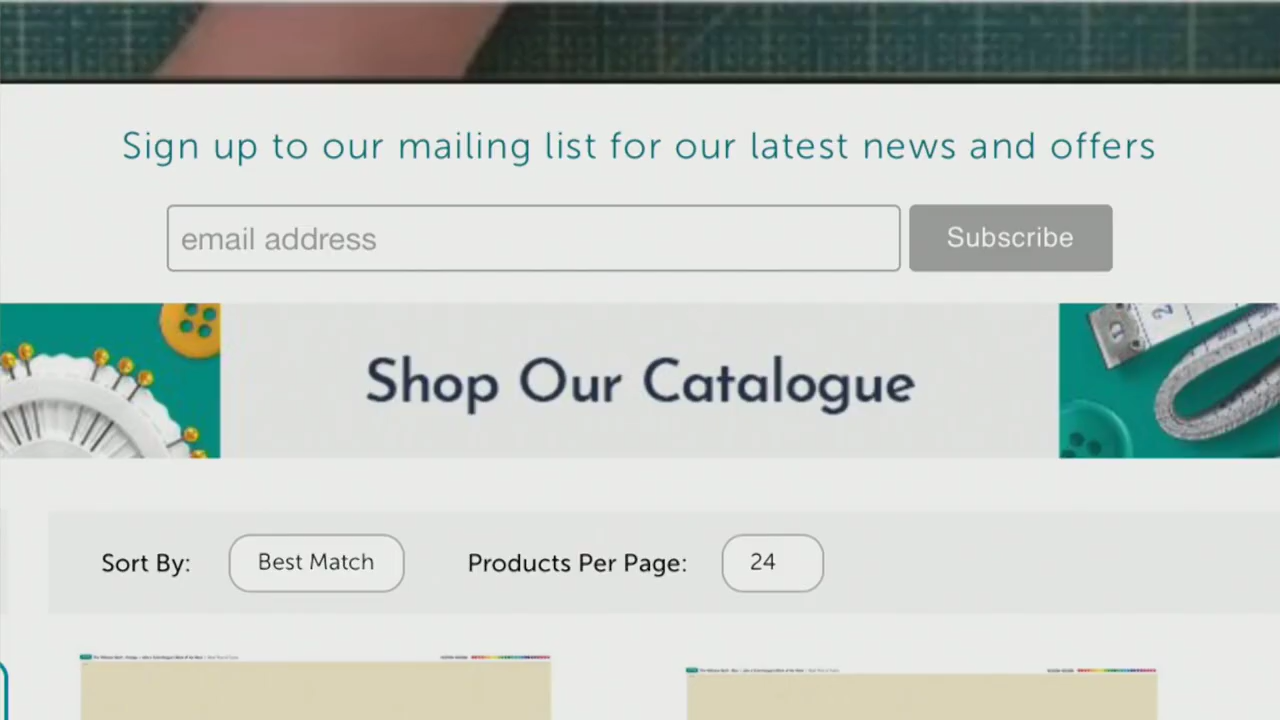 Sign up to our mailing list for our latest news and offers
email address
Subscribe
Shop Our Catalogue
Sort By:
Best Match
Products Per Page:
24